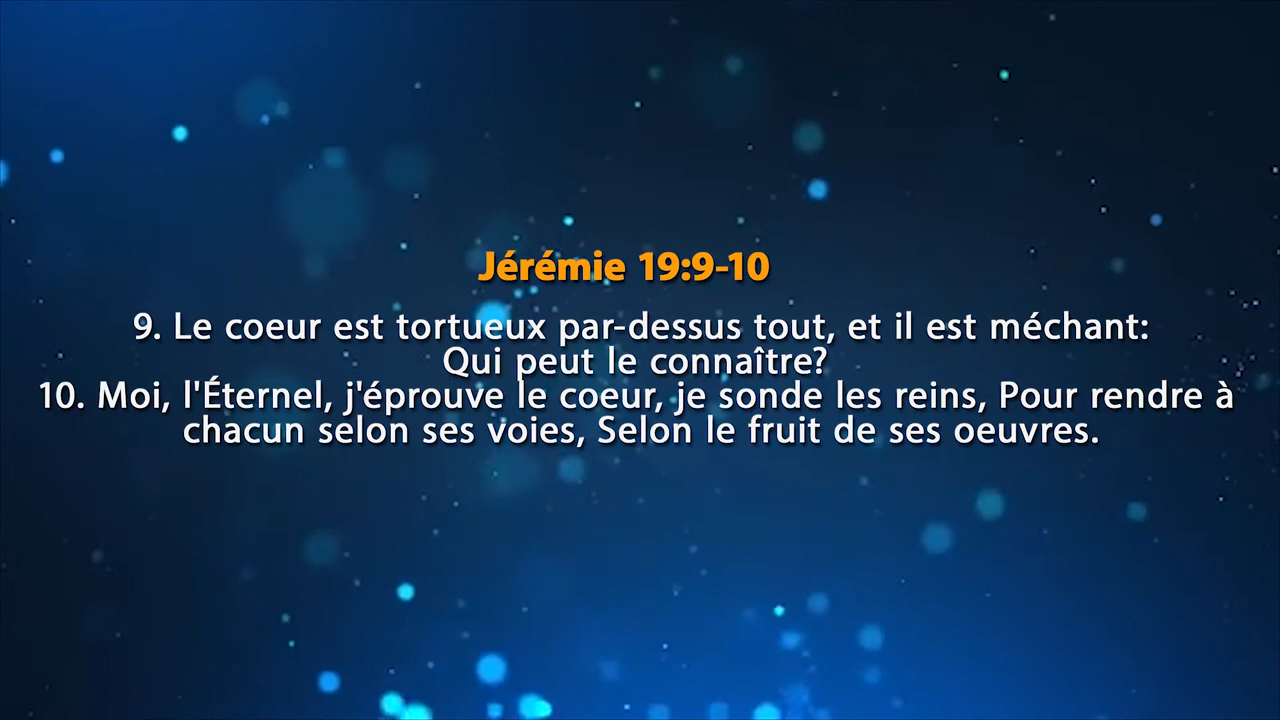 Jérémie 19:9-10
9. Le coeur est tortueux par-dessus tout, et il est méchant:
Qui peut le connaître?
10. Moi, l'Éternel, j'éprouve le coeur, je sonde les reins, Pour rendre à
chacun selon ses voies, Selon le fruit de ses oeuvres.